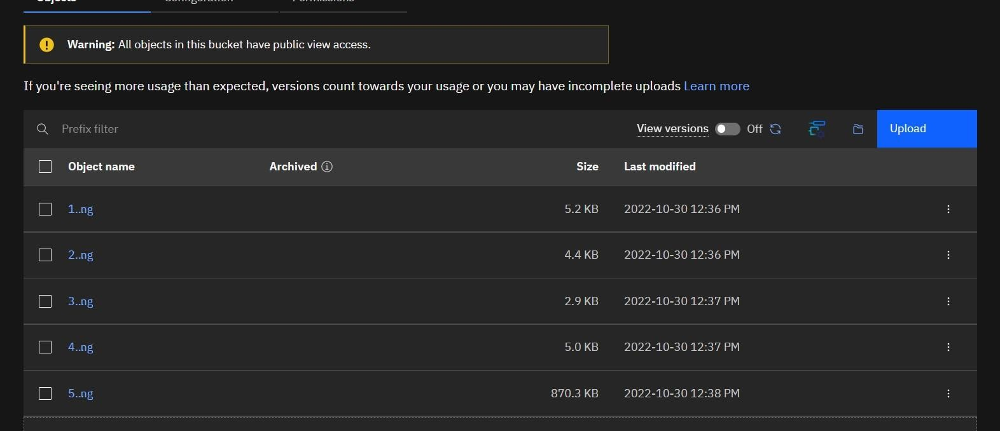 Objects Configuration Permissions
Warning: All objects in this bucket have public view access.
If you're seeing more usage than expected, versions count towards your usage or you may have incomplete uploads Learn more
Prefix filter View versions Off Upload
Object name Archived Size Last modified
1..ng 5.2 KB 2022-10-30 12:36 PM
2..ng 4.4 KB 2022-10-30 12:36 PM
3..ng 2.9 KB 2022-10-30 12:37 PM
4..ng 5.0 KB 2022-10-30 12:37 PM
5..ng 870.3 KB 2022-10-30 12:38 PM